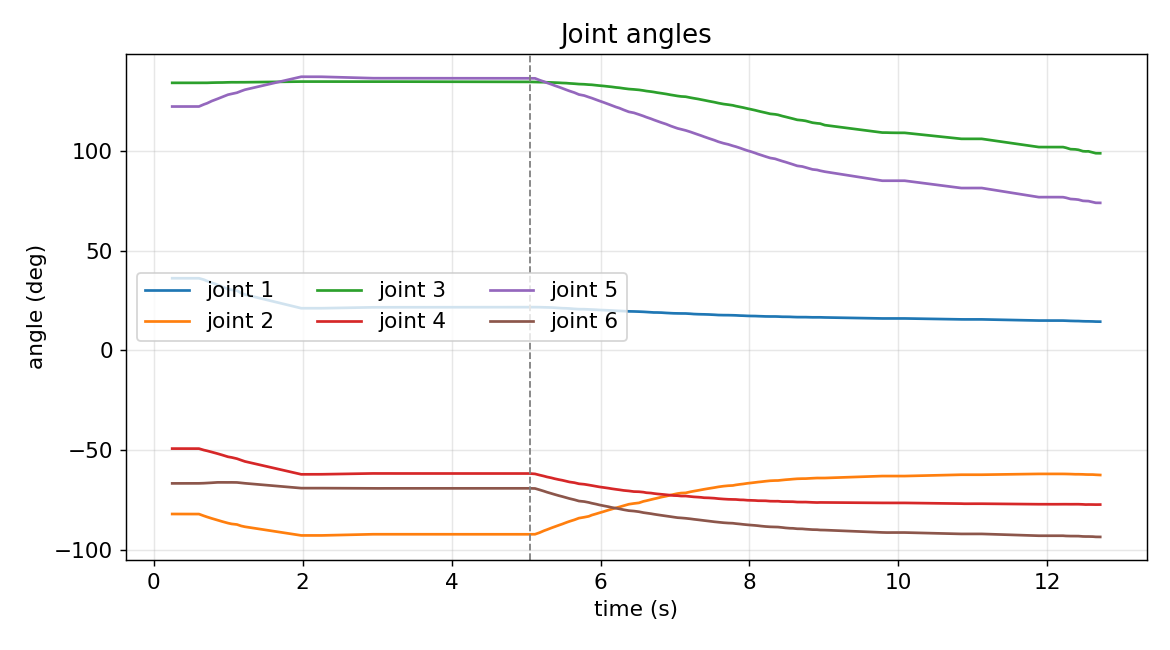 Joint angles
angle (deg)
100
50
0
−50
−100
joint 1 joint 3 joint 5
joint 2 joint 4 joint 6
0 2 4 6 8 10 12
time (s)